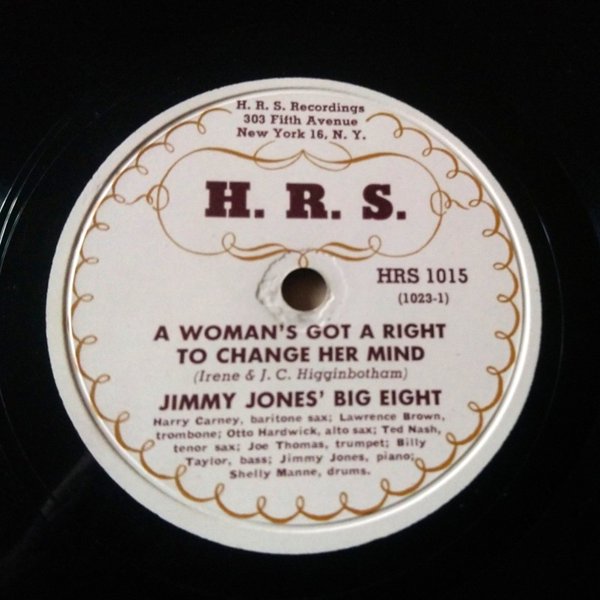 H. R. S. Recordings
303 Fifth Avenue
New York 16, N. Y.
H. R. S.
HRS 1015
(1023-1)
A WOMAN'S GOT A RIGHT
TO CHANGE HER MIND
(Irene & J. C. Higginbotham)
JIMMY JONES' BIG EIGHT
Harry Carney, baritone sax; Lawrence Brown,
trombone; Otto Hardwick, alto sax; Ted Nash,
tenor sax; Joe Thomas, trumpet; Billy
Taylor, bass; Jimmy Jones, piano;
Shelly Manne, drums.